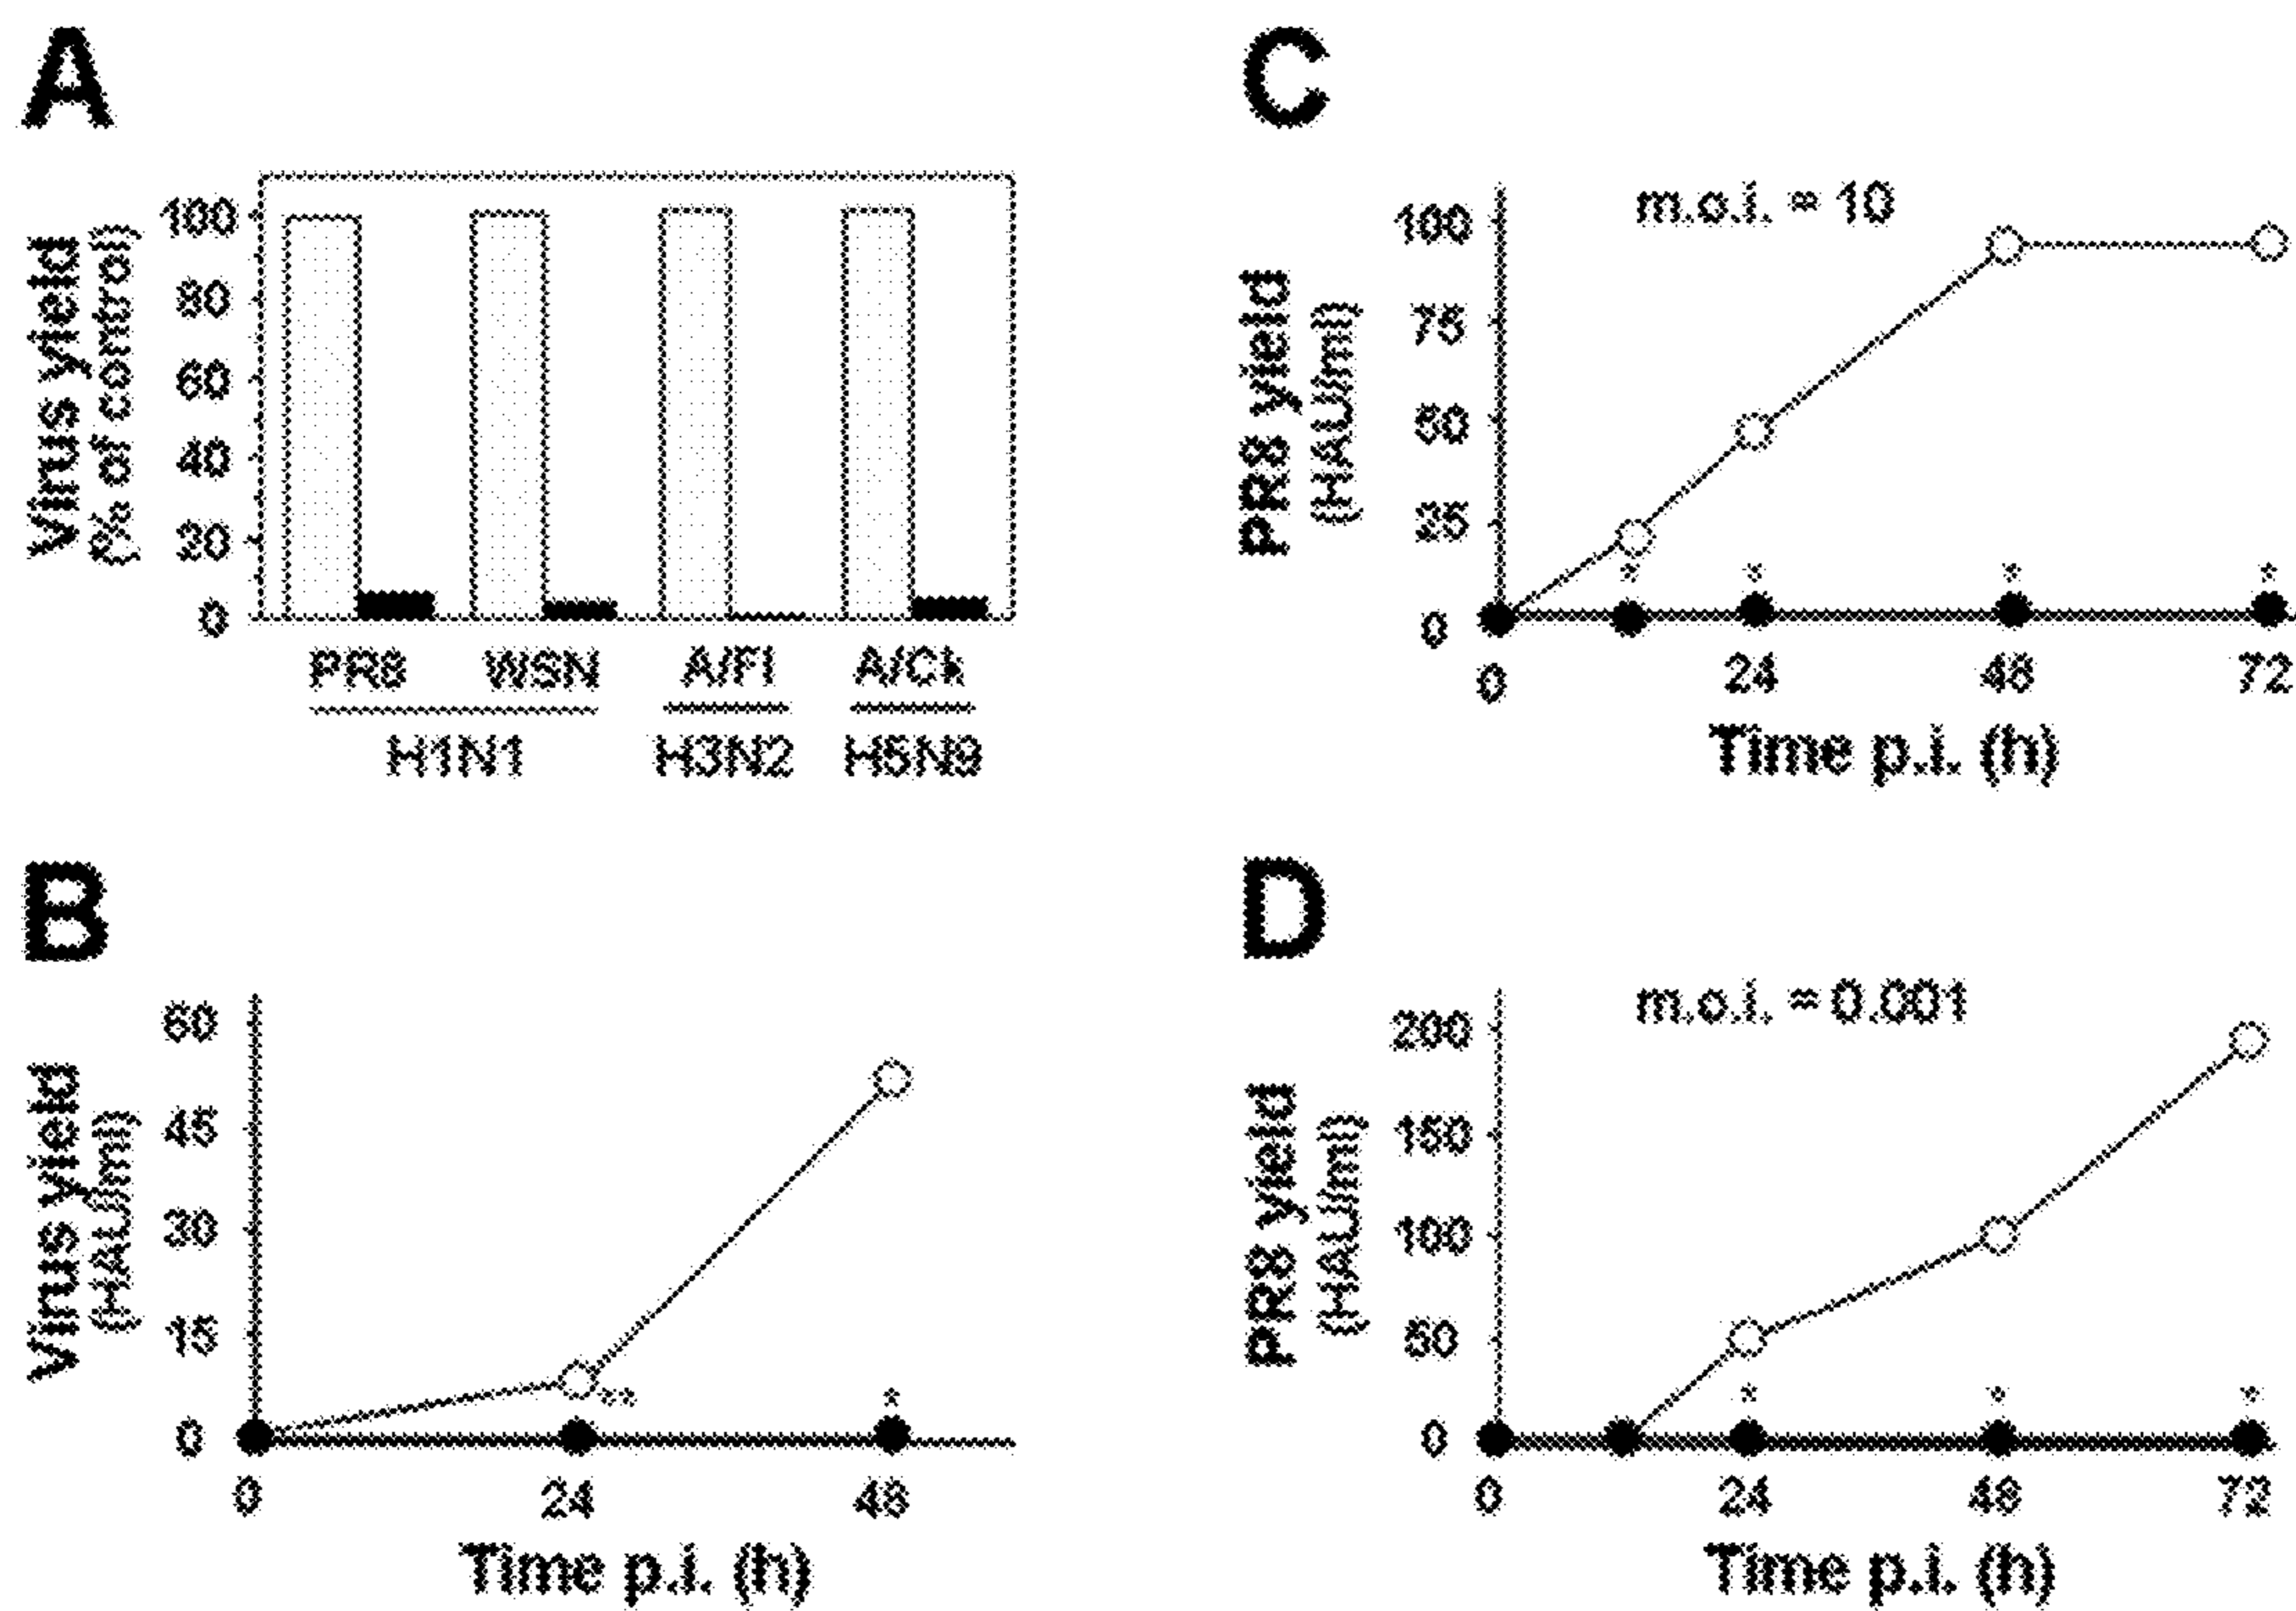 A
Virus yield
(% of control)
100
80
60
40
20
0
PR8 WSN A/Fi A/Ck
H1N1 H3N2 H5N9
B
Virus yield
(HAU/ml)
60
45
30
15
0
**
*
0 24 48
Time p.i. (h)
C
m.o.i. = 10
PR8 yield
(HAU/ml)
100
75
50
25
0
* * * *
0 24 48 72
Time p.i. (h)
D
m.o.i. = 0.001
PR8 yield
(HAU/ml)
200
150
100
50
0
* * *
0 24 48 72
Time p.i. (h)